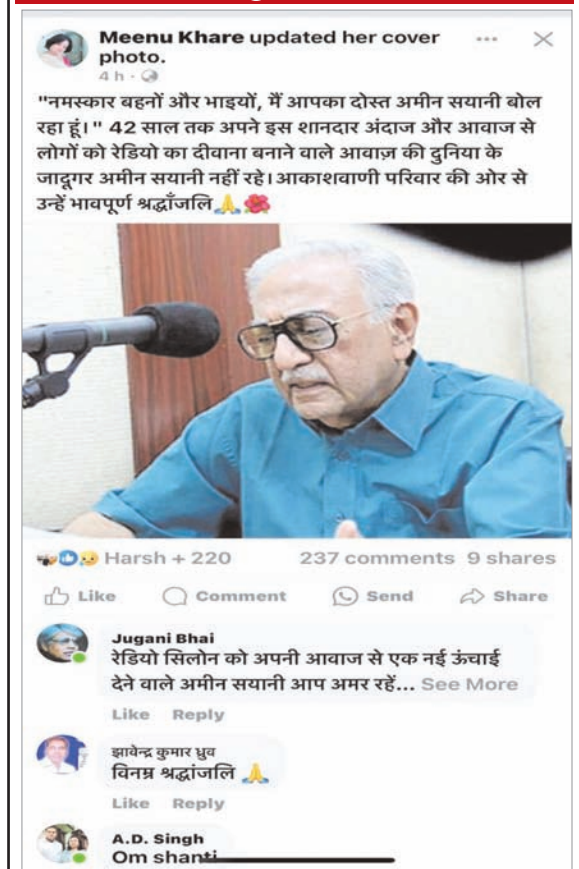 Meenu Khare updated her cover
photo.
4 h
"नमस्कार बहनों और भाइयों, मैं आपका दोस्त अमीन सयानी बोल
रहा हूं।" 42 साल तक अपने इस शानदार अंदाज और आवाज से
लोगों को रेडियो का दीवाना बनाने वाले आवाज़ की दुनिया के
जादूगर अमीन सयानी नहीं रहे। आकाशवाणी परिवार की ओर से
उन्हें भावपूर्ण श्रद्धाँजलि🙏🌺
Harsh + 220 237 comments 9 shares
Like Comment Send Share
Jugani Bhai
रेडियो सिलोन को अपनी आवाज से एक नई ऊंचाई
देने वाले अमीन सयानी आप अमर रहें... See More
Like Reply
झावेन्द्र कुमार ध्रुव
विनम्र श्रद्धांजलि 🙏
Like Reply
A.D. Singh
Om shanti